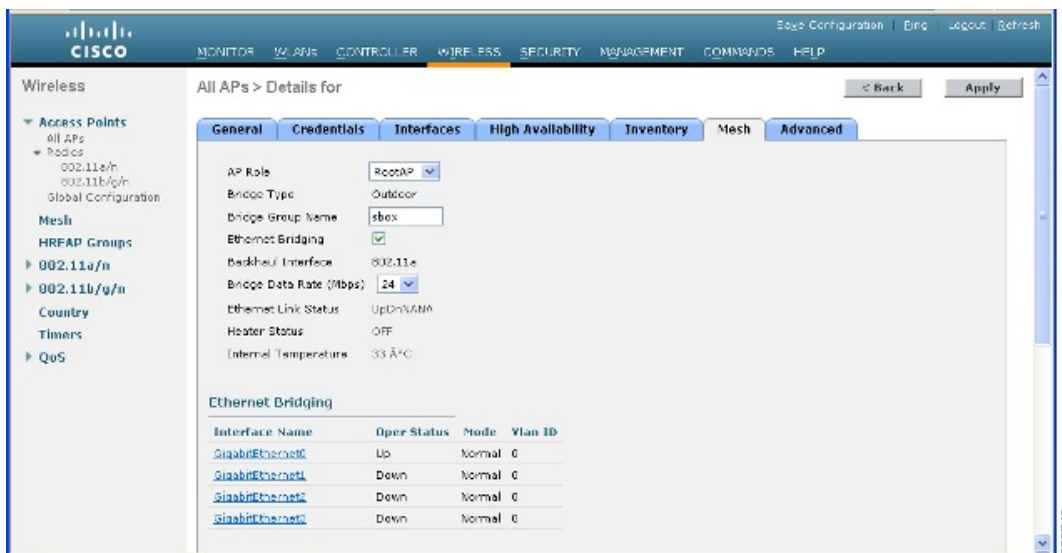 Save Configuration | Ping | Logout | Refresh
CISCO
MONITOR WLANs CONTROLLER WIRELESS SECURITY MANAGEMENT COMMANDS HELP
Wireless
All APs > Details for
< Back
Apply
Access Points
All APs
Radios
802.11a/n
802.11b/g/n
Global Configuration
Mesh
HREAP Groups
802.11a/n
802.11b/g/n
Country
Timers
QoS
General Credentials Interfaces High Availability Inventory Mesh Advanced
AP Role RootAP
Bridge Type Outdoor
Bridge Group Name sbox
Ethernet Bridging
Backhaul Interface 802.11a
Bridge Data Rate (Mbps) 24
Ethernet Link Status UpDnNANA
Heater Status OFF
Internal Temperature 33 Â°C
Ethernet Bridging
Interface Name Oper Status Mode Vlan ID
GigabitEthernet0 Up Normal 0
GigabitEthernet1 Down Normal 0
GigabitEthernet2 Down Normal 0
GigabitEthernet3 Down Normal 0